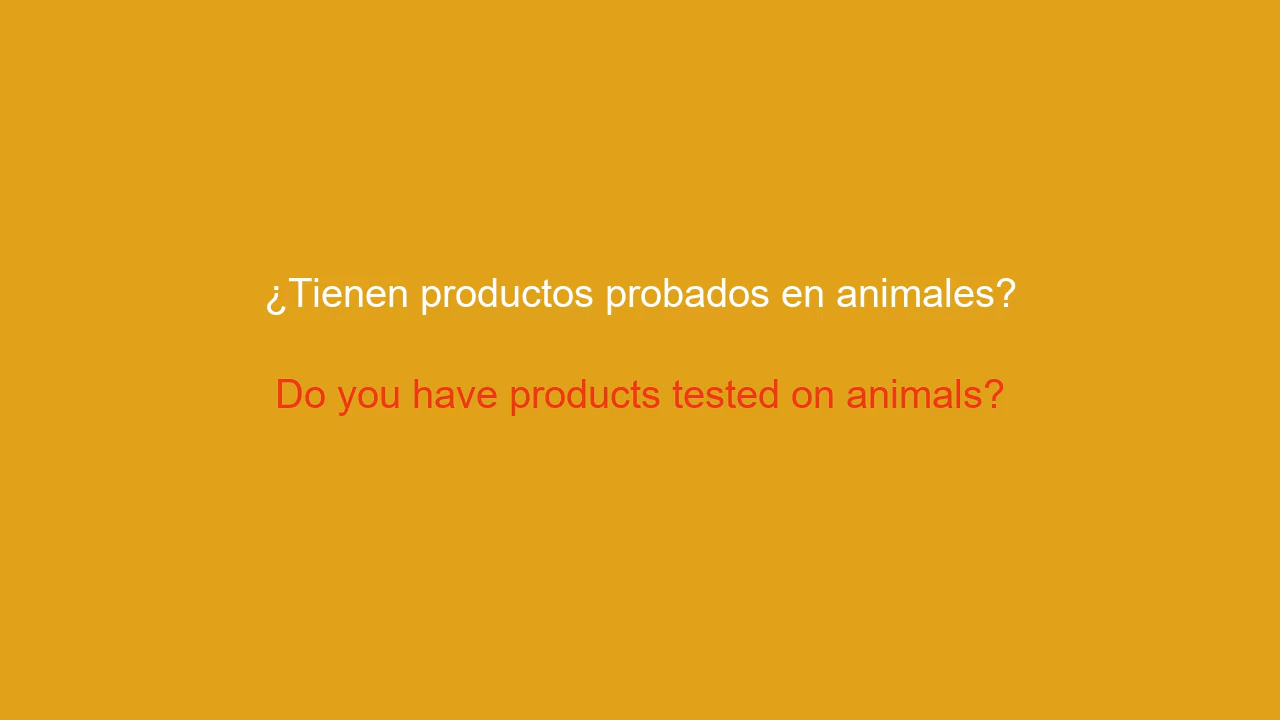 ¿Tienen productos probados en animales?
Do you have products tested on animals?